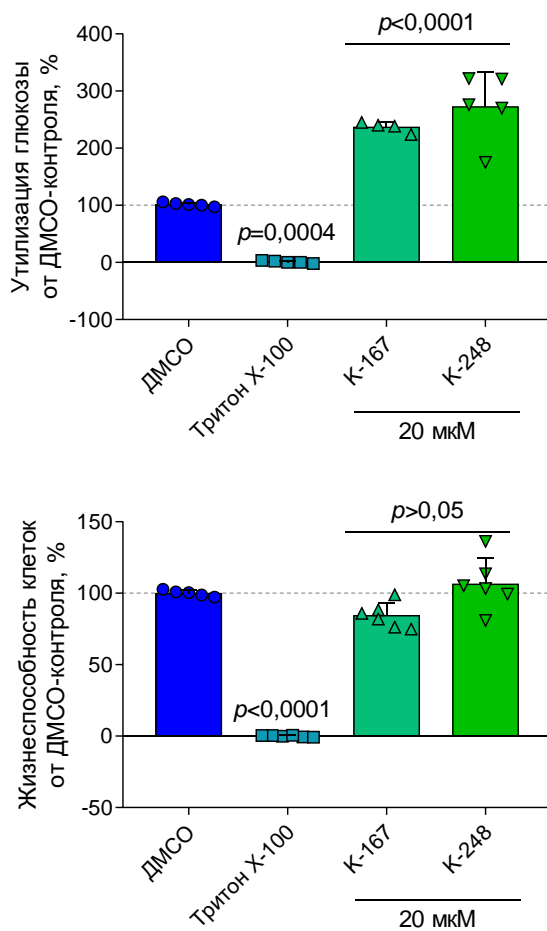 p<0,0001
Утилизация глюкозы
от ДМСО-контроля, %
400
300
200
100
0
-100
p=0,0004
ДМСО
Тритон Х-100
К-167
К-248
20 мкМ
p>0,05
Жизнеспособность клеток
от ДМСО-контроля, %
150
100
50
0
-50
p<0,0001
ДМСО
Тритон Х-100
К-167
К-248
20 мкМ